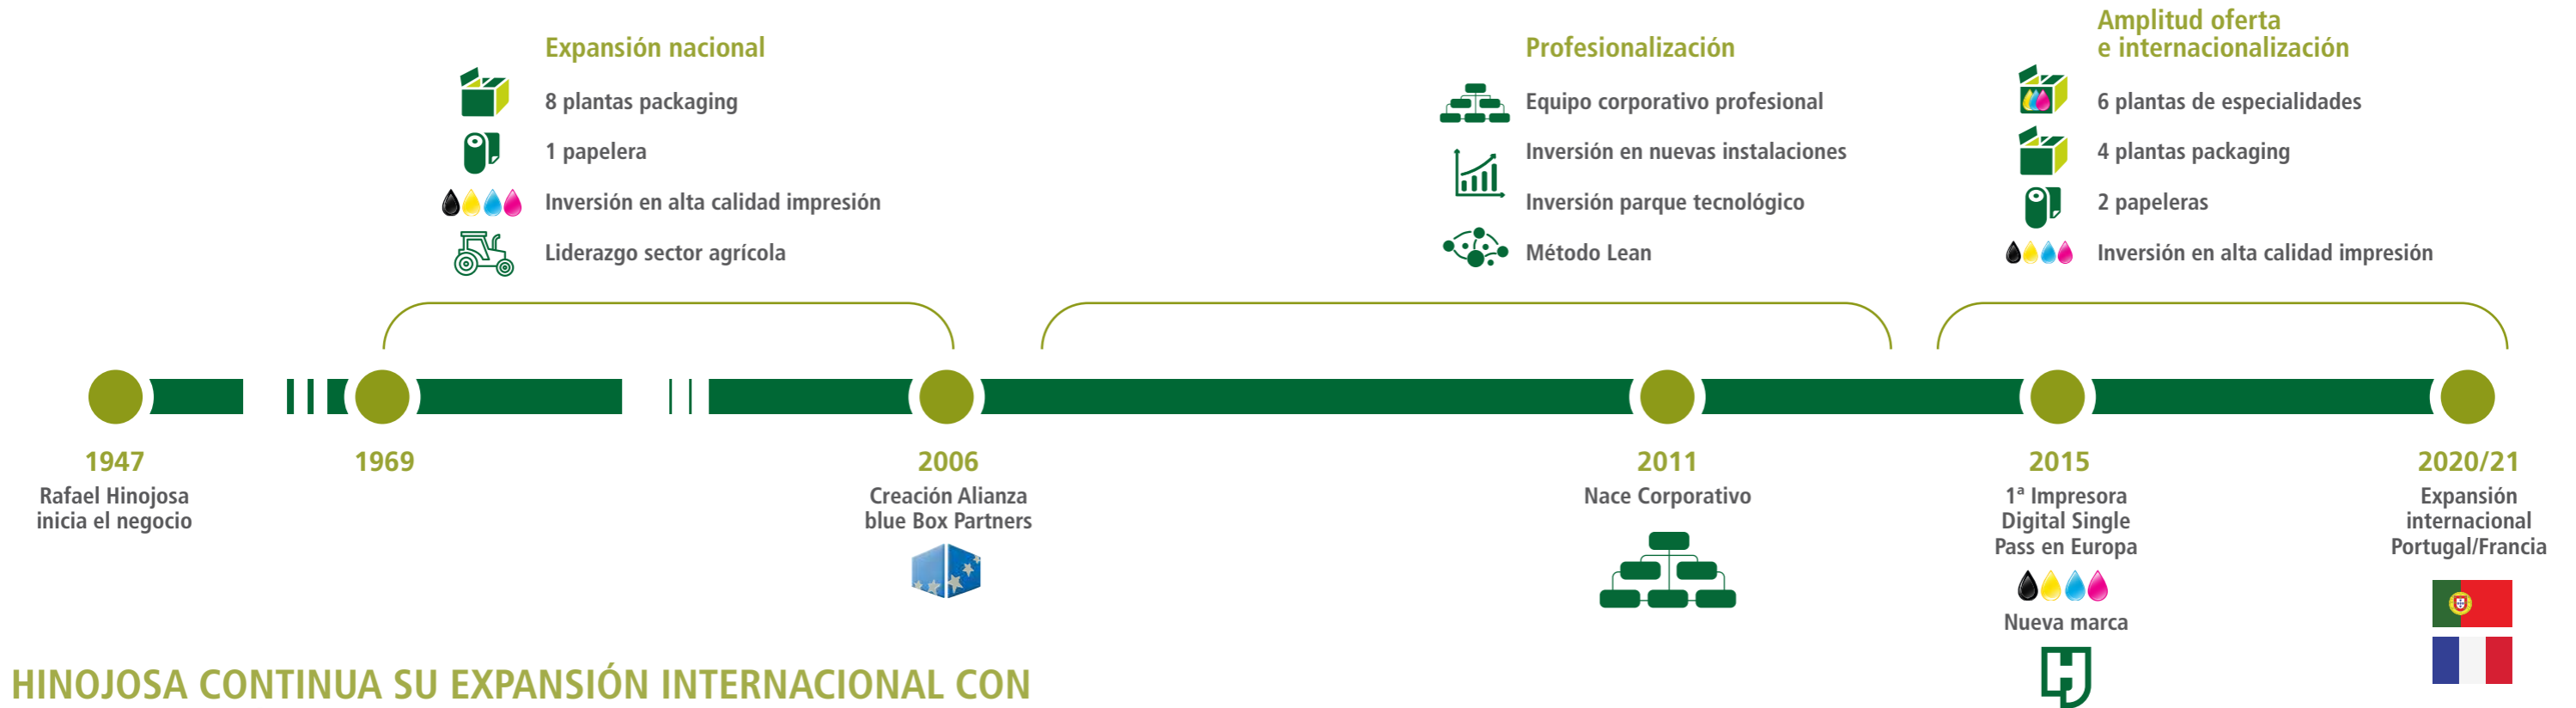 Expansión nacional
8 plantas packaging
1 papelera
Inversión en alta calidad impresión
Liderazgo sector agrícola
Profesionalización
Equipo corporativo profesional
Inversión en nuevas instalaciones
Inversión parque tecnológico
Método Lean
Amplitud oferta
e internacionalización
6 plantas de especialidades
4 plantas packaging
2 papeleras
Inversión en alta calidad impresión
1947
Rafael Hinojosa
inicia el negocio
1969
2006
Creación Alianza
blue Box Partners
2011
Nace Corporativo
2015
1ª Impresora
Digital Single
Pass en Europa
Nueva marca
2020/21
Expansión
internacional
Portugal/Francia
HINOJOSA CONTINUA SU EXPANSIÓN INTERNACIONAL CON